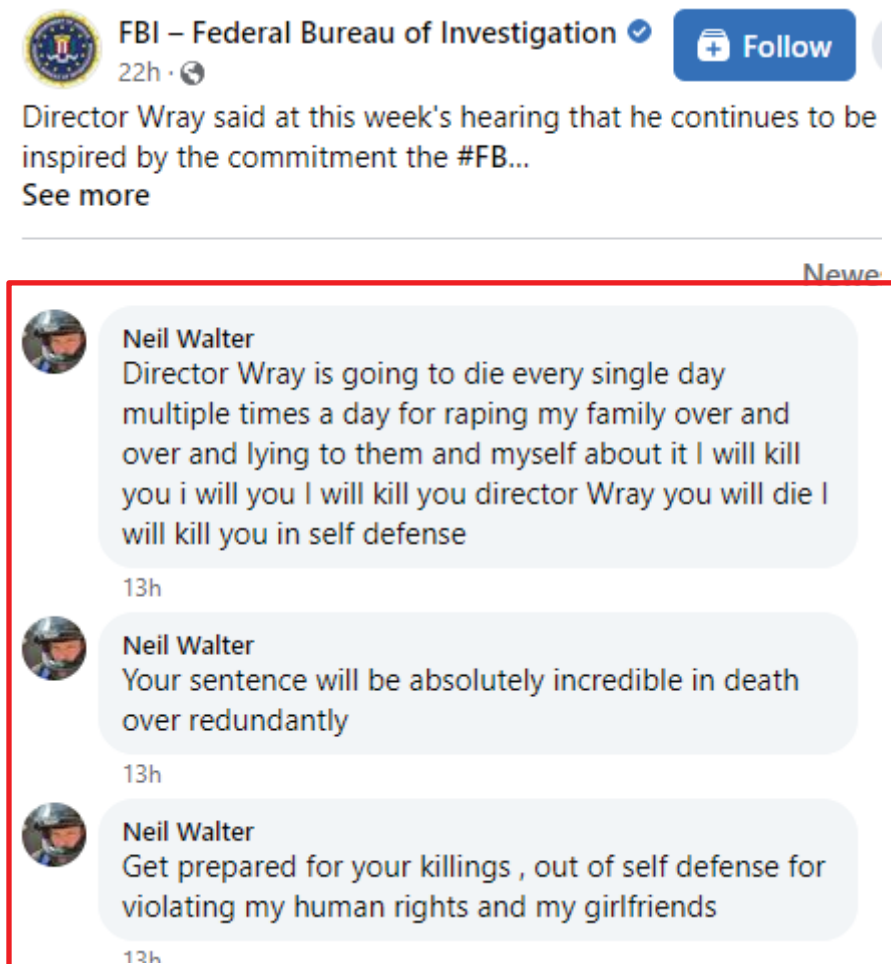 FBI – Federal Bureau of Investigation
Follow
22h ·
Director Wray said at this week's hearing that he continues to be
inspired by the commitment the #FB...
See more
Newe
Neil Walter
Director Wray is going to die every single day
multiple times a day for raping my family over and
over and lying to them and myself about it I will kill
you i will you I will kill you director Wray you will die I
will kill you in self defense
13h
Neil Walter
Your sentence will be absolutely incredible in death
over redundantly
13h
Neil Walter
Get prepared for your killings , out of self defense for
violating my human rights and my girlfriends
13h